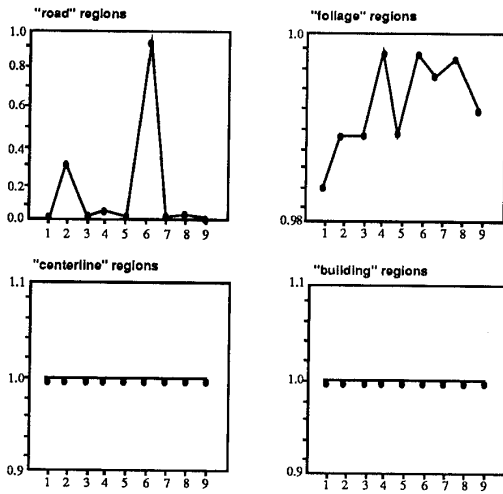 "road" regions
1.0
0.8
0.6
0.4
0.2
0.0
1 2 3 4 5 6 7 8 9
"foliage" regions
1.0
0.98
1 2 3 4 5 6 7 8 9
"centerline" regions
1.1
1.0
0.9
1 2 3 4 5 6 7 8 9
"building" regions
1.1
1.0
0.9
1 2 3 4 5 6 7 8 9